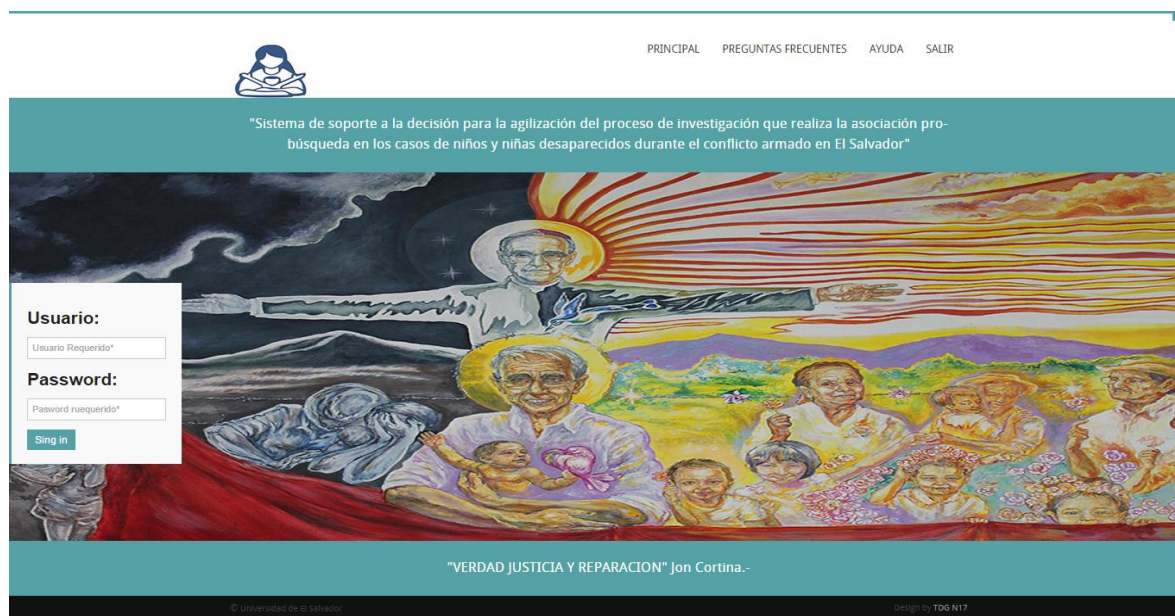 PRINCIPAL PREGUNTAS FRECUENTES AYUDA SALIR
"Sistema de soporte a la decisión para la agilización del proceso de investigación que realiza la asociación pro-
búsqueda en los casos de niños y niñas desaparecidos durante el conflicto armado en El Salvador"
Usuario:
Usuario Requerido*
Password:
Pasword ruequerido*
Sing in
"VERDAD JUSTICIA Y REPARACION" Jon Cortina.-
© Universidad de El Salvador
Design by TDG N17